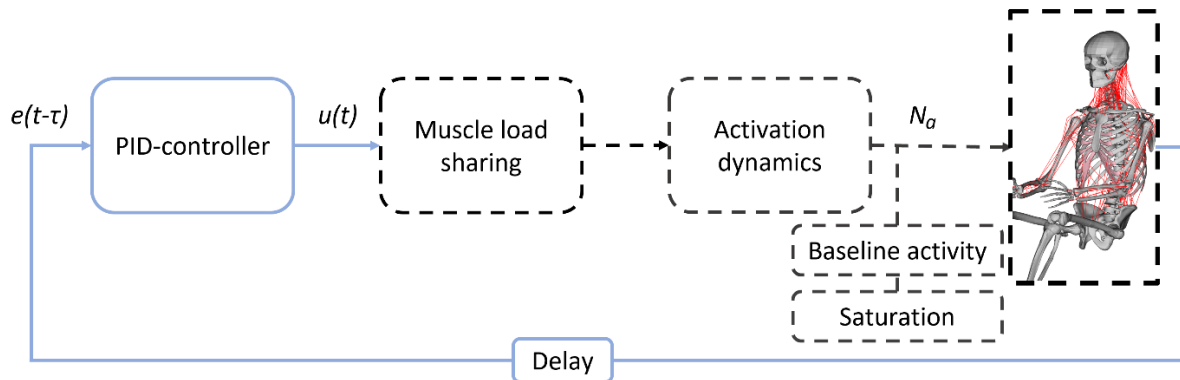 e(t-τ)
PID-controller
u(t)
Muscle load
sharing
Activation
dynamics
Nₐ
Baseline activity
Saturation
Delay